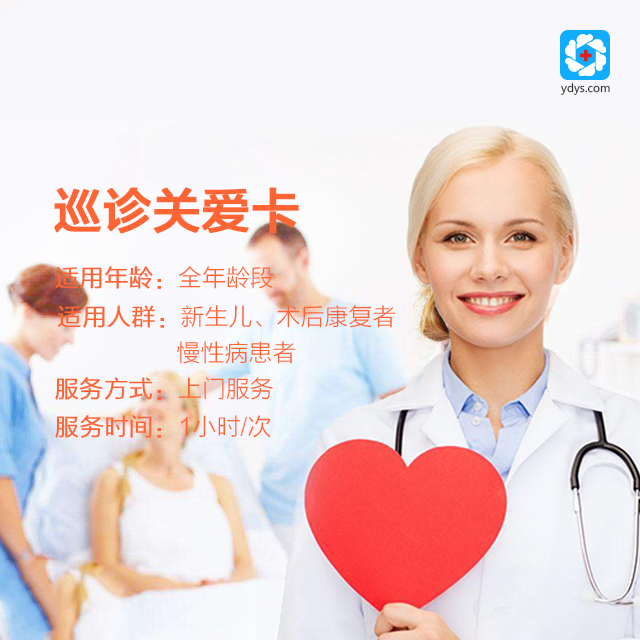 ydys.com
巡诊关爱卡
适用年龄：全年龄段
适用人群：新生儿、术后康复者
慢性病患者
服务方式：上门服务
服务时间：1小时/次